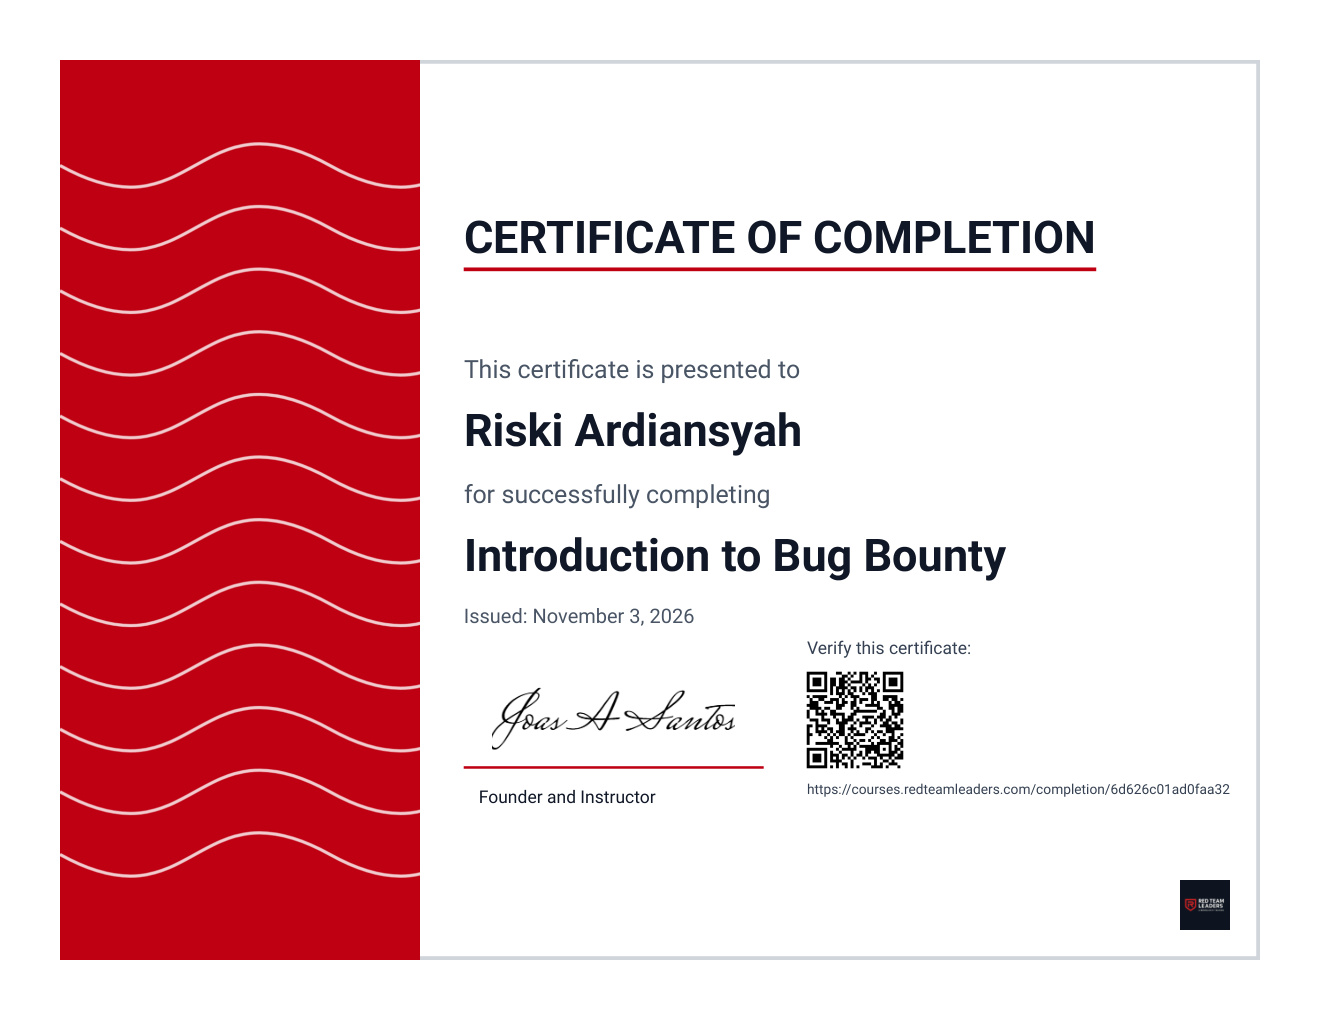 CERTIFICATE OF COMPLETION
This certificate is presented to
Riski Ardiansyah
for successfully completing
Introduction to Bug Bounty
Issued: November 3, 2026
Verify this certificate:
Joas A Santos
Founder and Instructor
https://courses.redteamleaders.com/completion/6d626c01ad0faa32
RED TEAM
LEADERS